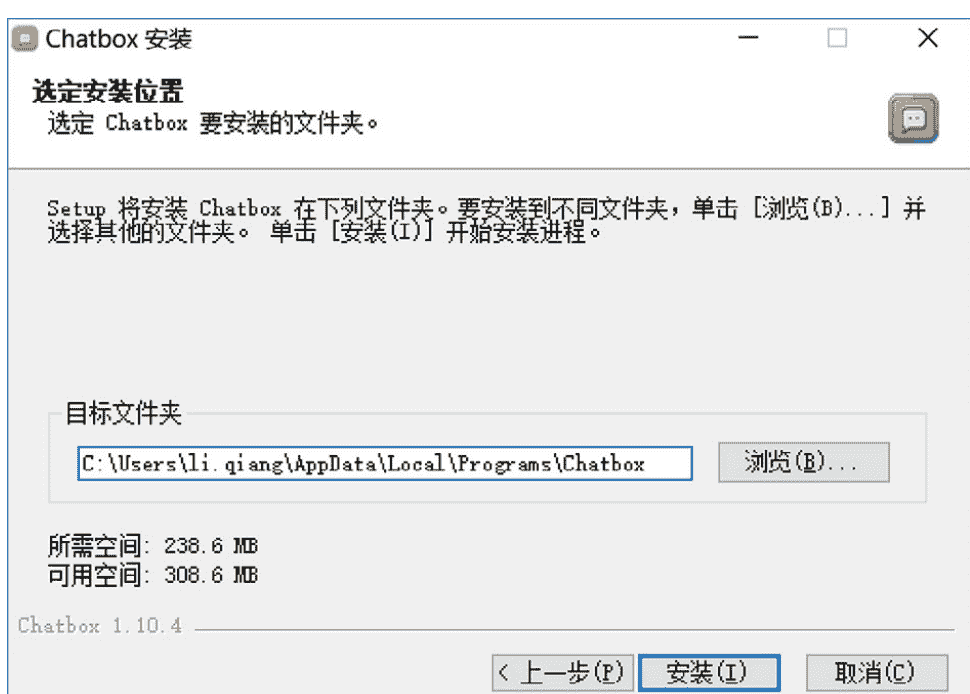 Chatbox 安装
选定安装位置
选定 Chatbox 要安装的文件夹。
Setup 将安装 Chatbox 在下列文件夹。要安装到不同文件夹，单击 [浏览(B)...] 并
选择其他的文件夹。 单击 [安装(I)] 开始安装进程。
目标文件夹
C:\Users\li.qiang\AppData\Local\Programs\Chatbox
浏览(B)...
所需空间: 238.6 MB
可用空间: 308.6 MB
Chatbox 1.10.4
< 上一步(P)
安装(I)
取消(C)